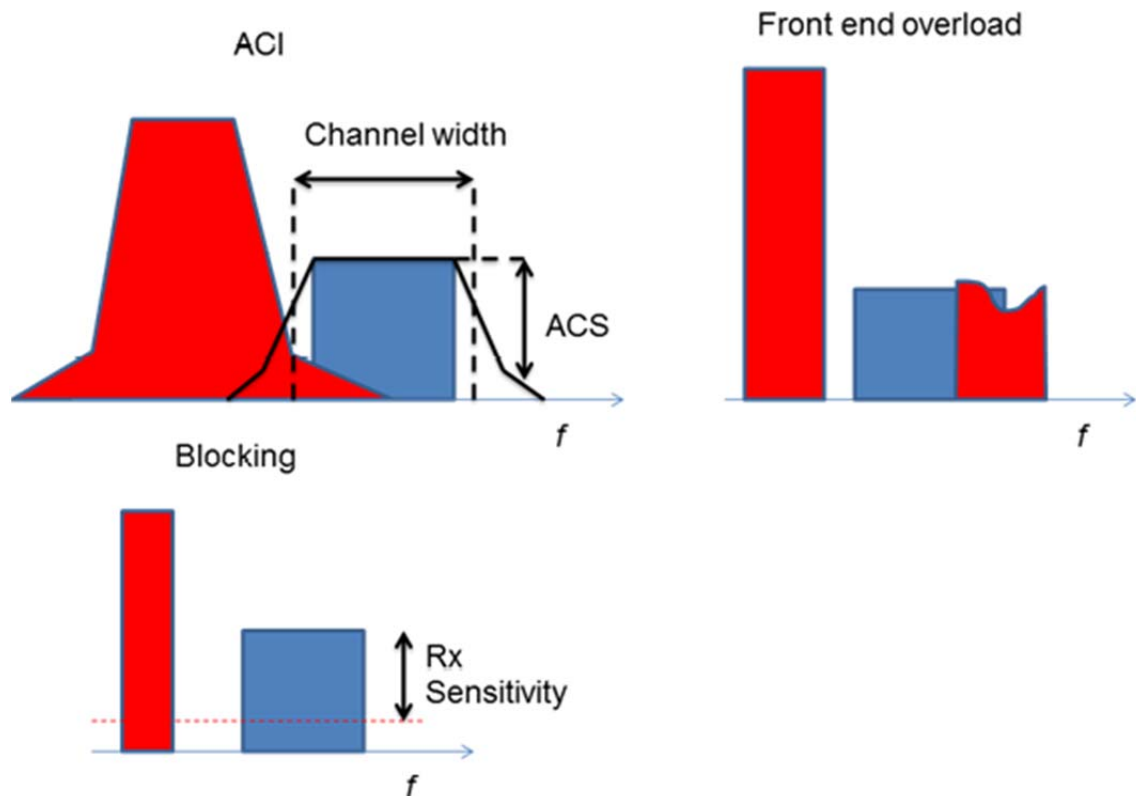 ACI
Channel width
ACS
f
Front end overload
f
Blocking
Rx
Sensitivity
f